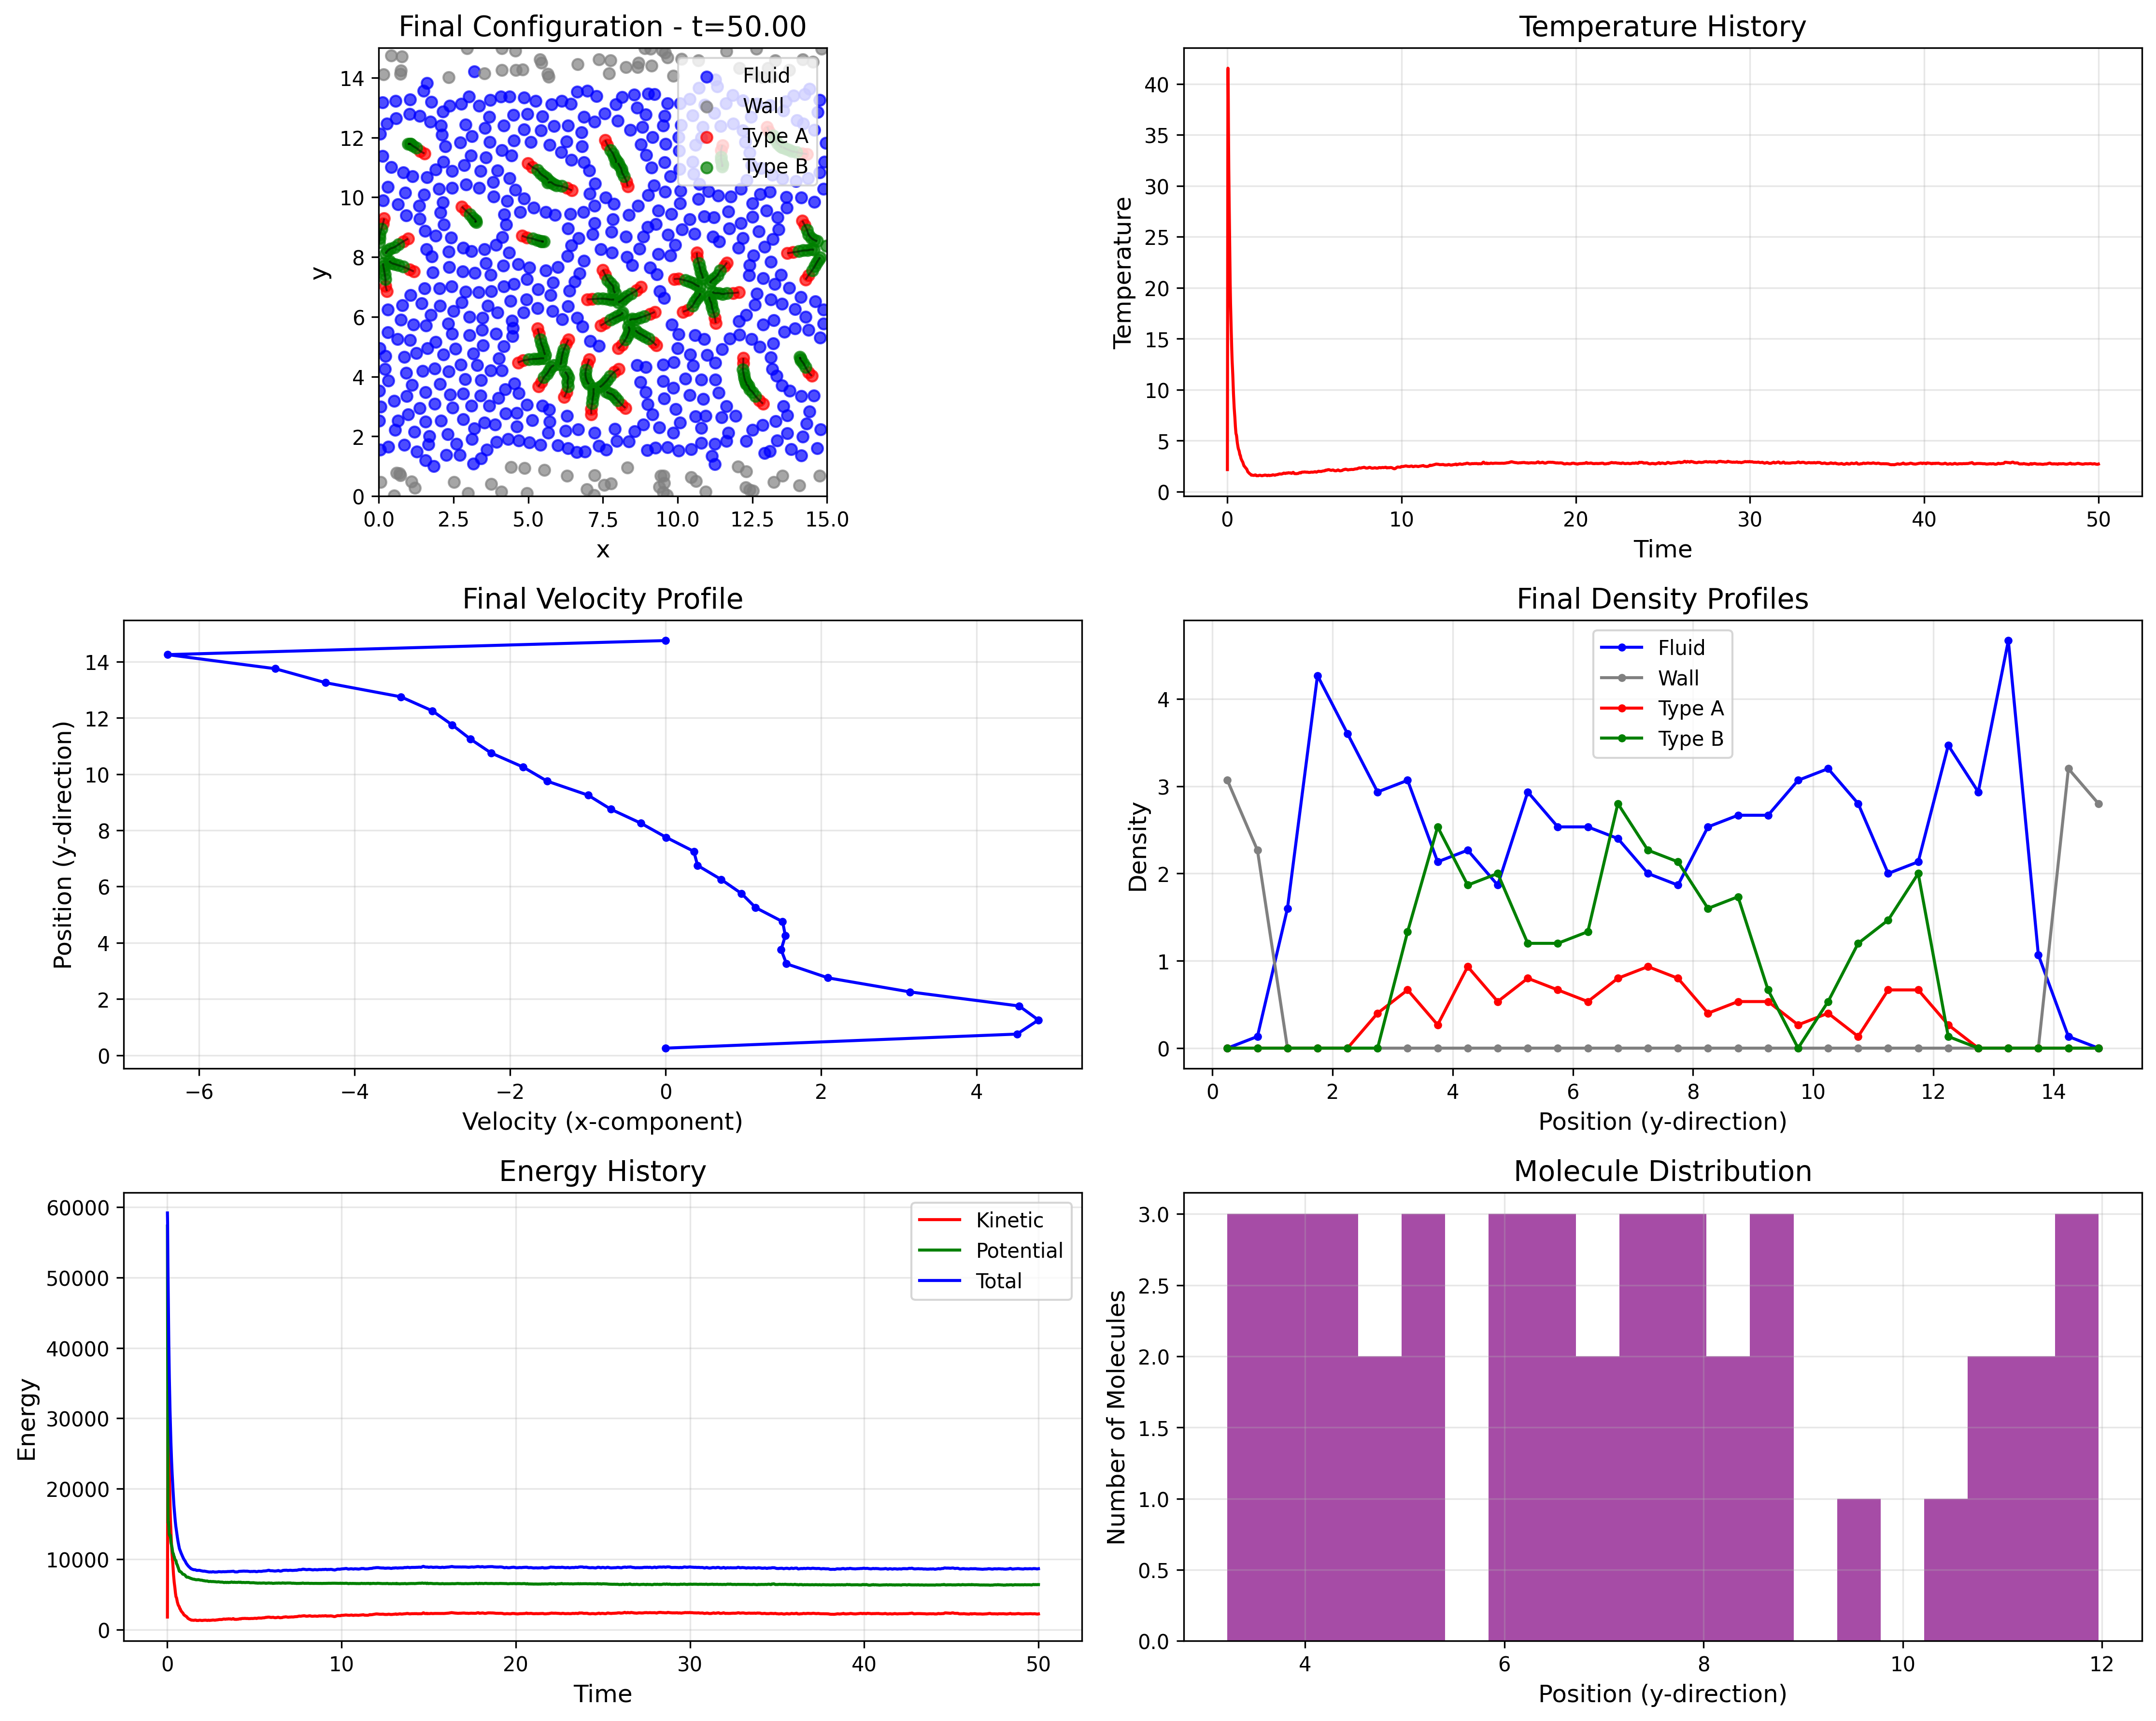 Final Configuration - t=50.00
14
12
10
8
6
4
2
0
y
0.0 2.5 5.0 7.5 10.0 12.5 15.0
x
Fluid
Wall
Type A
Type B
Temperature History
40
35
30
25
20
15
10
5
0
Temperature
0 10 20 30 40 50
Time
Final Velocity Profile
14
12
10
8
6
4
2
0
Position (y-direction)
−6 −4 −2 0 2 4
Velocity (x-component)
Final Density Profiles
4
3
2
1
0
Density
Fluid
Wall
Type A
Type B
0 2 4 6 8 10 12 14
Position (y-direction)
Energy History
60000
50000
40000
30000
20000
10000
0
Energy
Kinetic
Potential
Total
0 10 20 30 40 50
Time
Molecule Distribution
3.0
2.5
2.0
1.5
1.0
0.5
0.0
Number of Molecules
4 6 8 10 12
Position (y-direction)